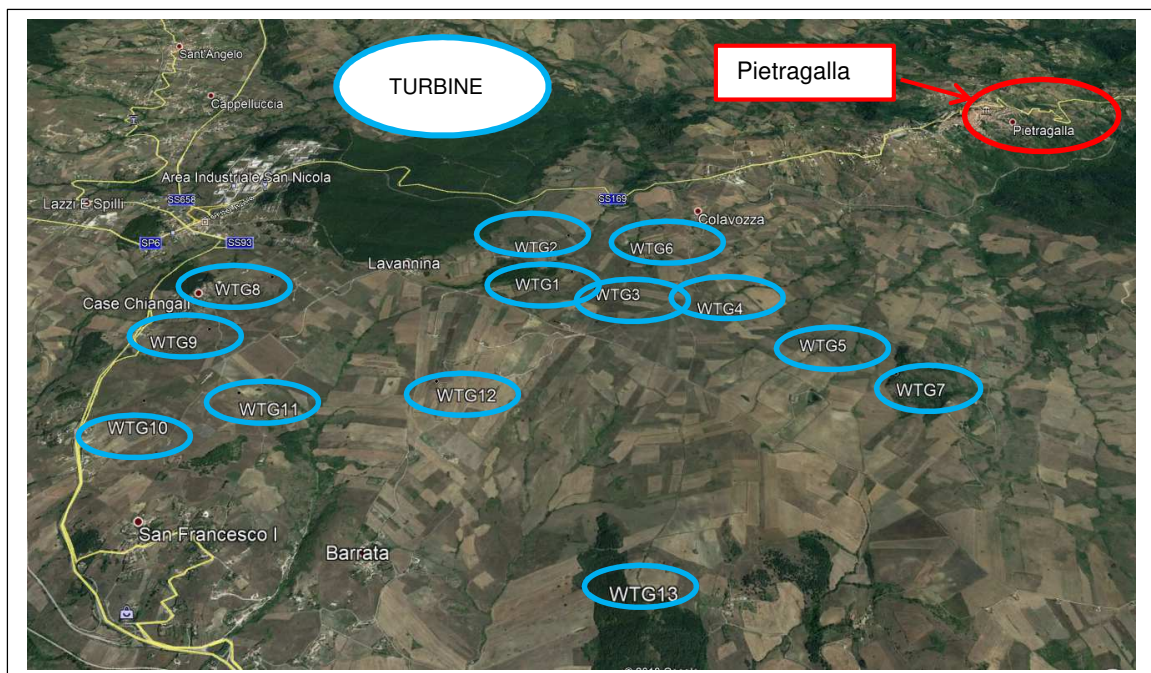 Sant'Angelo
TURBINE
Pietragalla
Cappelluccia
Pietragalla
Area Industriale San Nicola
Lazzi E Spilli
SS658
SS169
Colavozza
SP6
SS93
WTG2
WTG6
Lavannina
WTG8
WTG1
WTG3
WTG4
Case Chiangali
WTG9
WTG5
WTG7
WTG12
WTG11
WTG10
San Francesco I
Barrata
WTG13